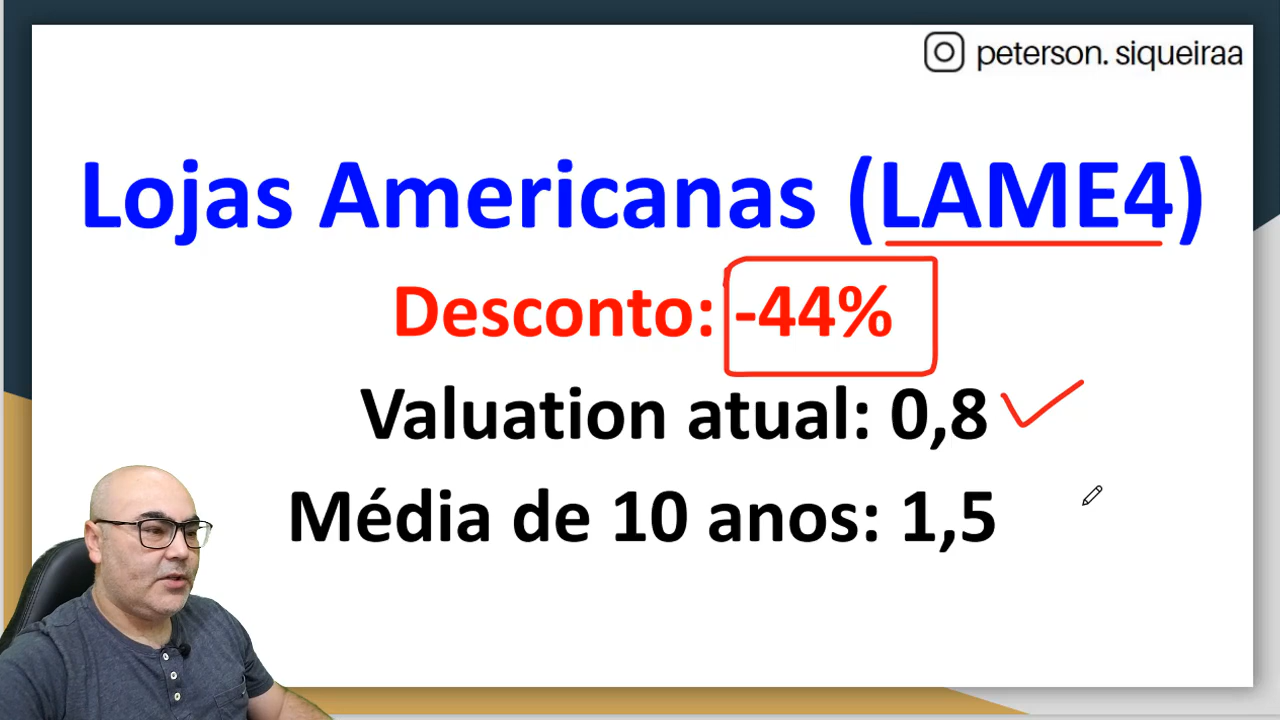 peterson. siqueiraa
Lojas Americanas (LAME4)
Desconto: -44%
Valuation atual: 0,8
Média de 10 anos: 1,5